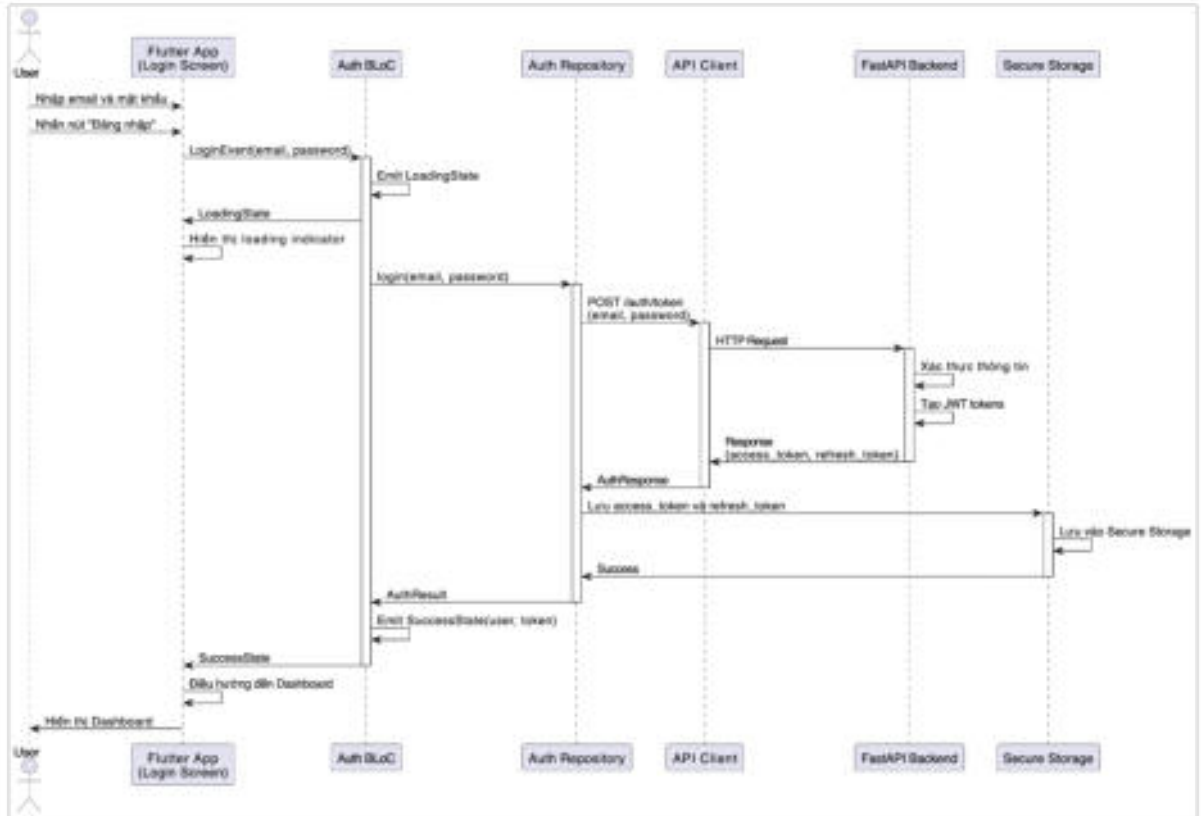 User
Flutter App
(Login Screen)
Auth BLoC
Auth Repository
API Client
FastAPI Backend
Secure Storage
Nhập email và mật khẩu
Nhấn nút "Đăng nhập"
LoginEvent(email, password)
Emit LoadingState
LoadingState
Hiển thị loading indicator
login(email, password)
POST /auth/token
(email, password)
HTTP Request
Xác thực thông tin
Tạo JWT tokens
Response
(access_token, refresh_token)
AuthResponse
Lưu access_token và refresh_token
Lưu vào Secure Storage
Success
AuthResult
Emit SuccessState(user, token)
SuccessState
Điều hướng đến Dashboard
Hiển thị Dashboard
User
Flutter App
(Login Screen)
Auth BLoC
Auth Repository
API Client
FastAPI Backend
Secure Storage